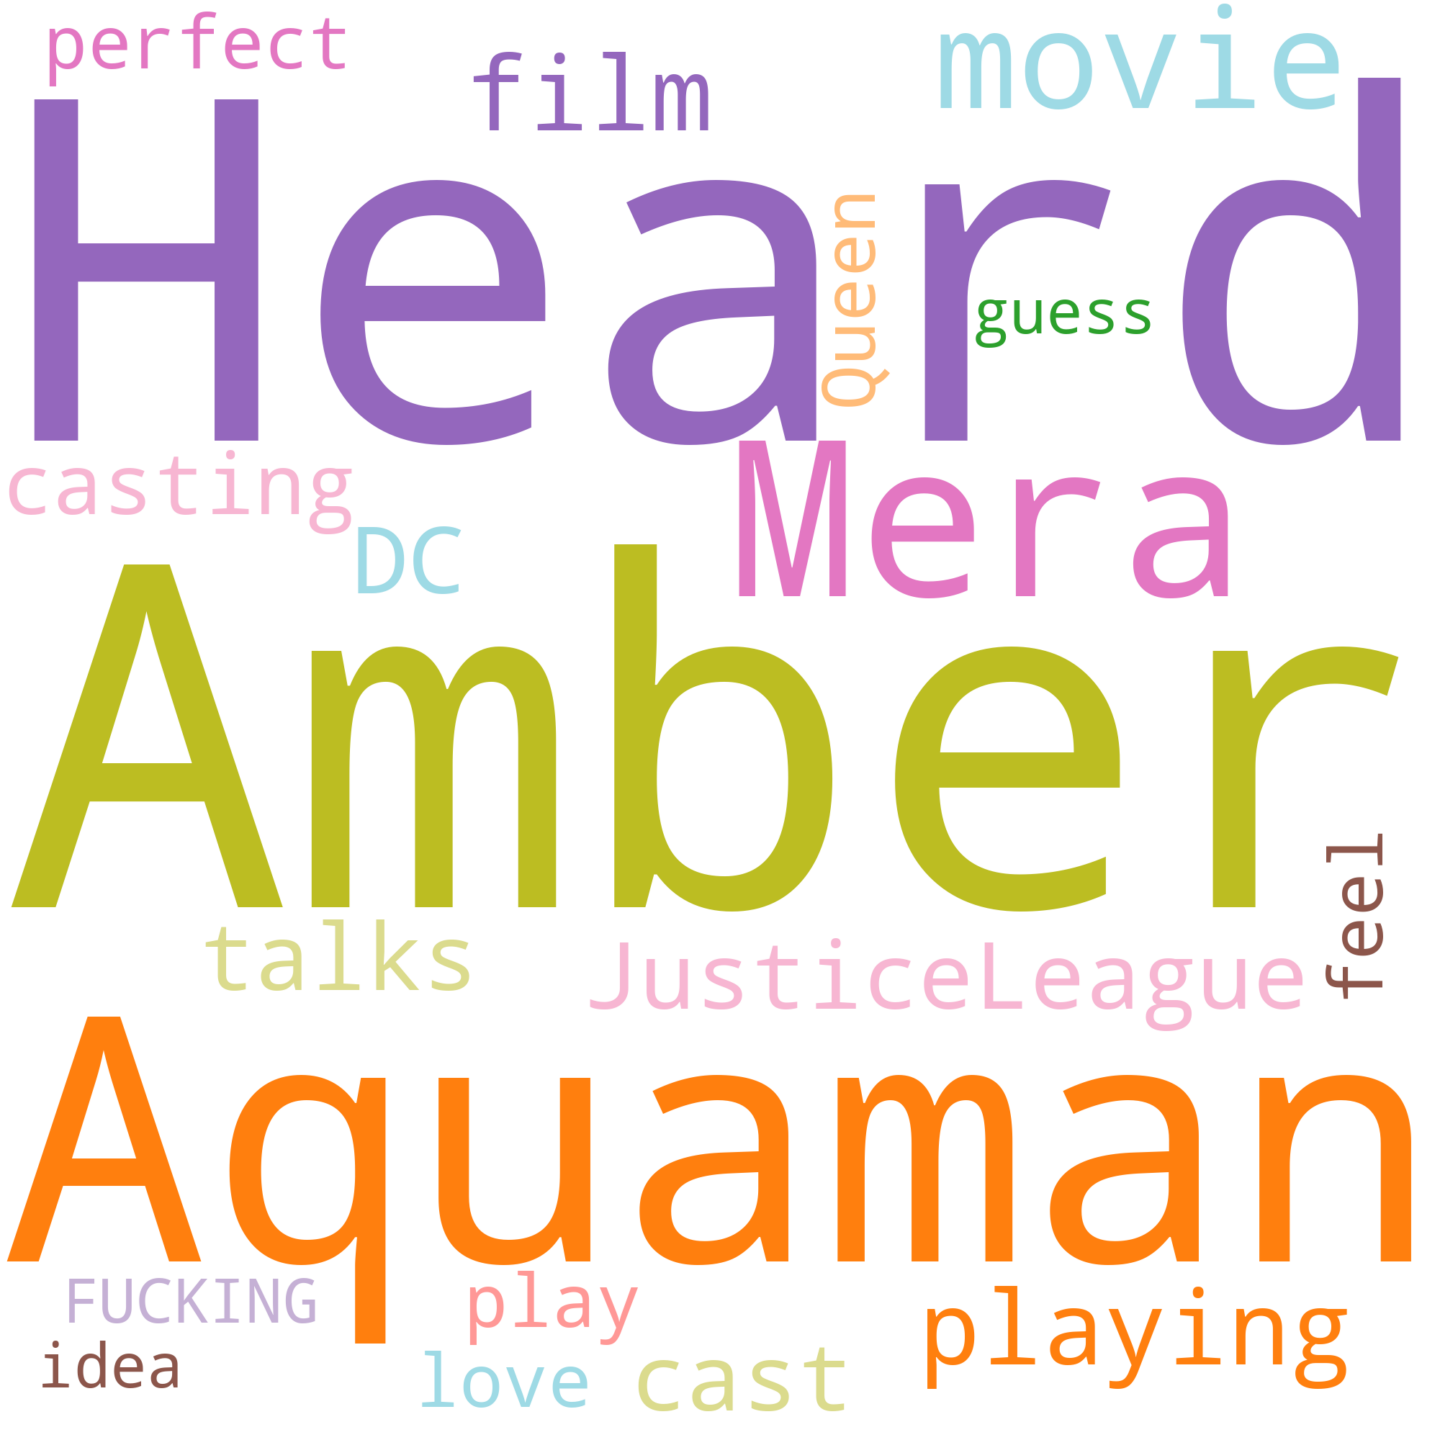 perfect
film
movie
Heard
Queen
guess
casting
DC
Mera
Amber
feel
talks
JusticeLeague
Aquaman
FUCKING
play
playing
idea
love
cast